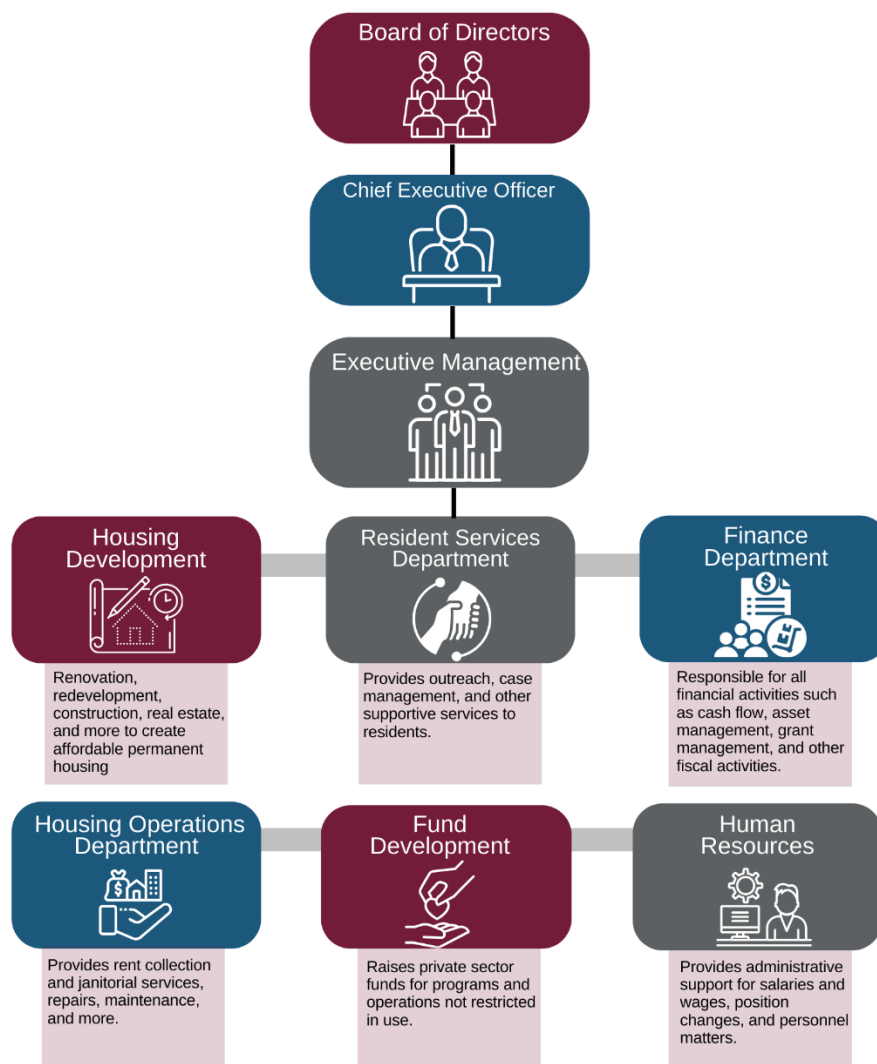 Board of Directors
Chief Executive Officer
Executive Management
Housing
Development
Renovation,
redevelopment,
construction, real estate,
and more to create
affordable permanent
housing
Resident Services
Department
Provides outreach, case
management, and other
supportive services to
residents.
Finance
Department
$
Responsible for all
financial activities such
as cash flow, asset
management, grant
management, and other
fiscal activities.
Housing Operations
Department
$
Provides rent collection
and janitorial services,
repairs, maintenance,
and more.
Fund
Development
Raises private sector
funds for programs and
operations not restricted
in use.
Human
Resources
Provides administrative
support for salaries and
wages, position
changes, and personnel
matters.